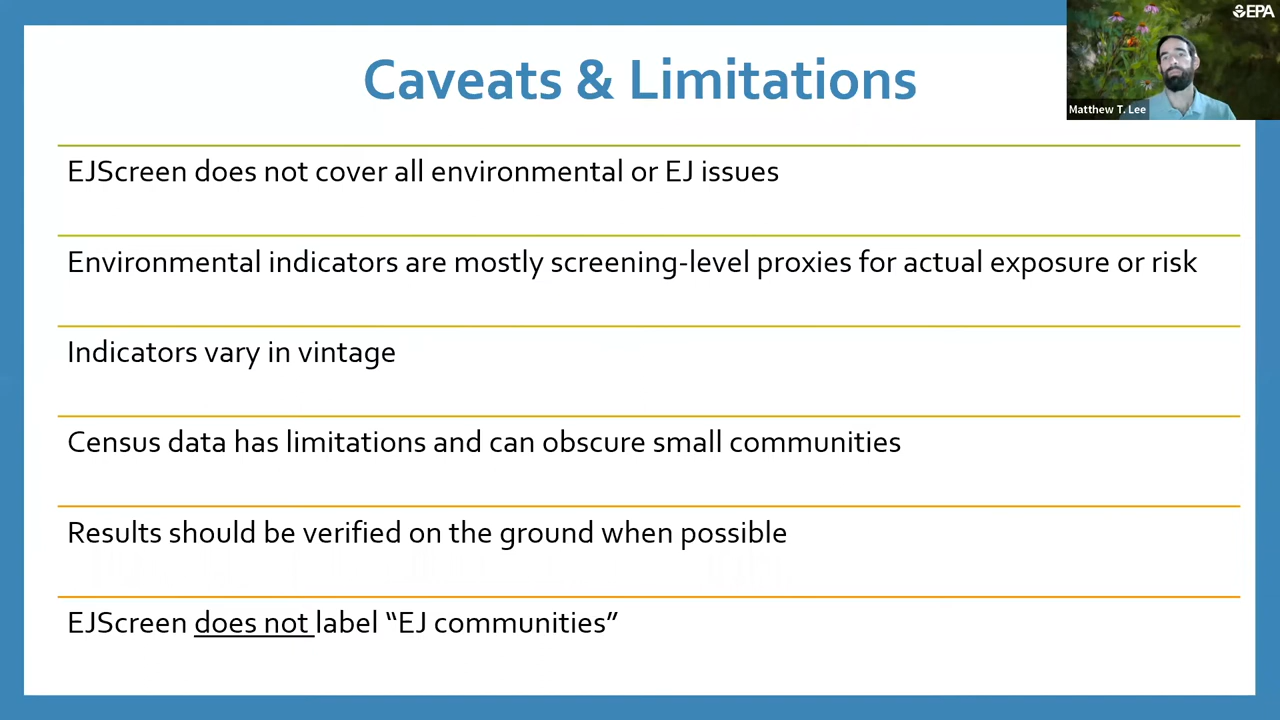 EPA
Caveats & Limitations
Matthew T. Lee
EJScreen does not cover all environmental or EJ issues
Environmental indicators are mostly screening-level proxies for actual exposure or risk
Indicators vary in vintage
Census data has limitations and can obscure small communities
Results should be verified on the ground when possible
EJScreen does not label “EJ communities”